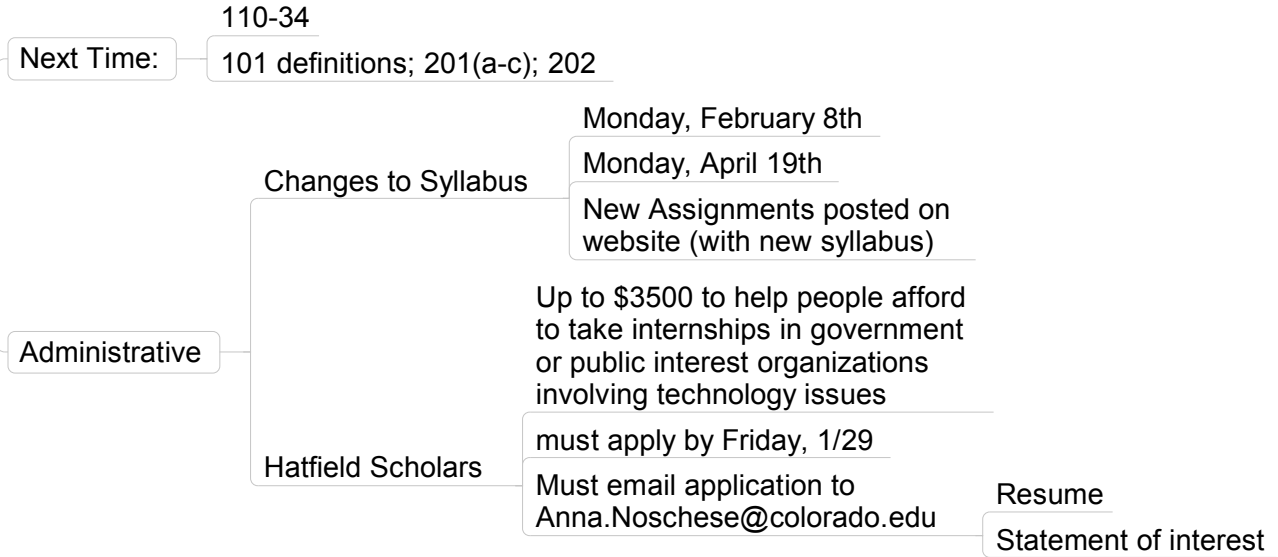 110-34
Next Time:
101 definitions; 201(a-c); 202
Administrative
Changes to Syllabus
Monday, February 8th
Monday, April 19th
New Assignments posted on
website (with new syllabus)
Hatfield Scholars
Up to $3500 to help people afford
to take internships in government
or public interest organizations
involving technology issues
must apply by Friday, 1/29
Must email application to
Anna.Noschese@colorado.edu
Resume
Statement of interest